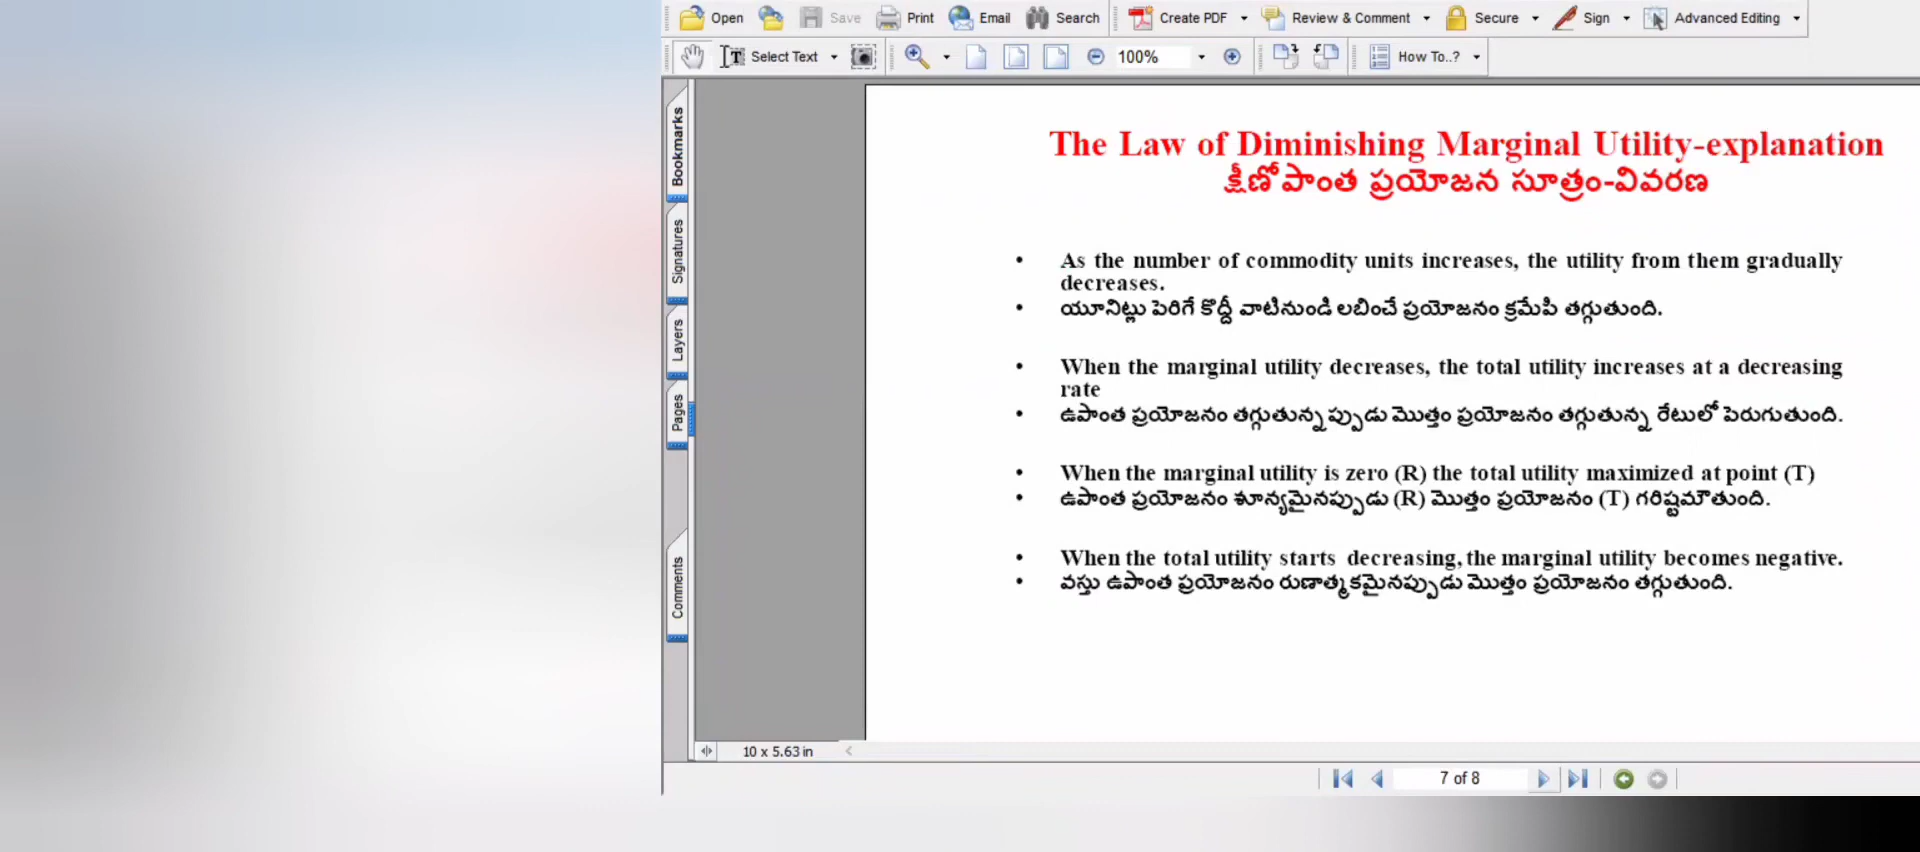 Open Save Print Email Search Create PDF Review & Comment Secure Sign Advanced Editing
Select Text 100% How To..?
Bookmarks
Signatures
Layers
Pages
Comments
The Law of Diminishing Marginal Utility-explanation
క్షీణోపాంత ప్రయోజన సూత్రం-వివరణ
• As the number of commodity units increases, the utility from them gradually
decreases.
• యూనిట్లు పెరిగే కొద్దీ వాటినుండి లబించే ప్రయోజనం క్రమేపీ తగ్గుతుంది.
• When the marginal utility decreases, the total utility increases at a decreasing
rate
• ఉపాంత ప్రయోజనం తగ్గుతున్నప్పుడు మొత్తం ప్రయోజనం తగ్గుతున్న రేటులో పెరుగుతుంది.
• When the marginal utility is zero (R) the total utility maximized at point (T)
• ఉపాంత ప్రయోజనం శూన్యమైనప్పుడు (R) మొత్తం ప్రయోజనం (T) గరిష్టమౌతుంది.
• When the total utility starts decreasing, the marginal utility becomes negative.
• వస్తు ఉపాంత ప్రయోజనం రుణాత్మకమైనప్పుడు మొత్తం ప్రయోజనం తగ్గుతుంది.
10 x 5.63 in
7 of 8